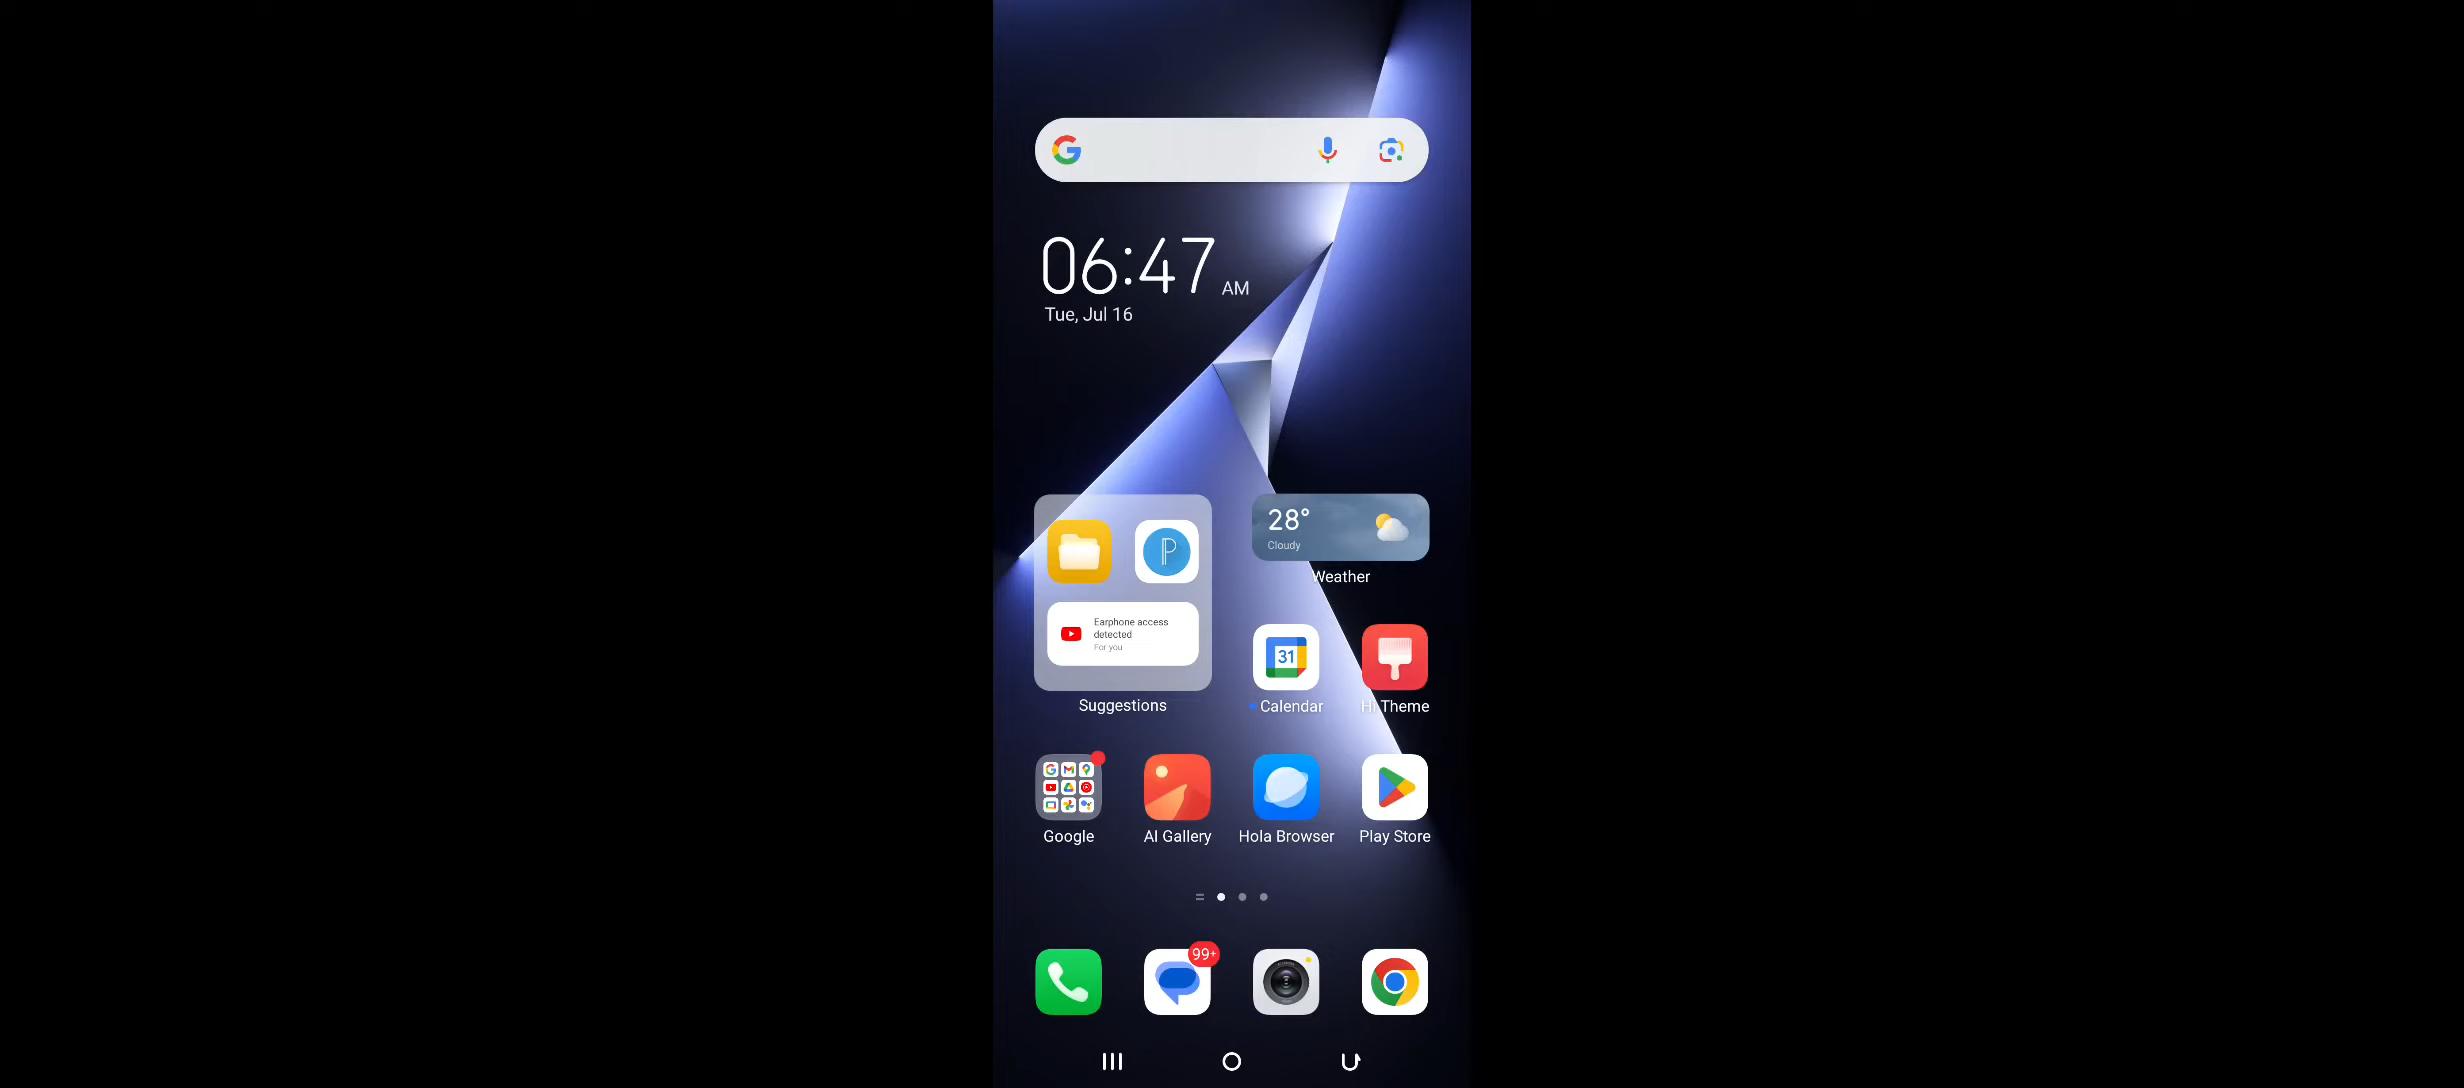 06:47 AM
Tue, Jul 16
28°
Cloudy
Weather
Earphone access
detected
For you
Suggestions
31
Calendar
Hi Theme
Google
AI Gallery
Hola Browser
Play Store
99+